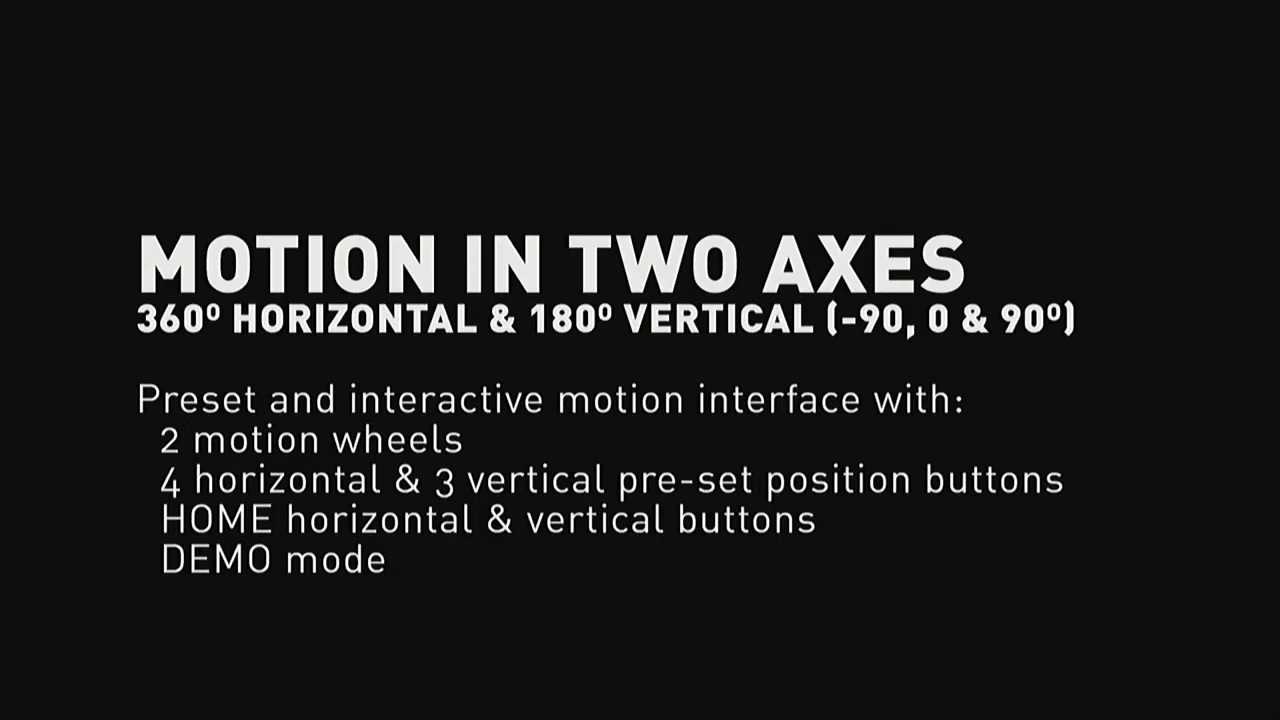 MOTION IN TWO AXES
360º HORIZONTAL & 180º VERTICAL (-90, 0 & 90º)
Preset and interactive motion interface with:
2 motion wheels
4 horizontal & 3 vertical pre-set position buttons
HOME horizontal & vertical buttons
DEMO mode